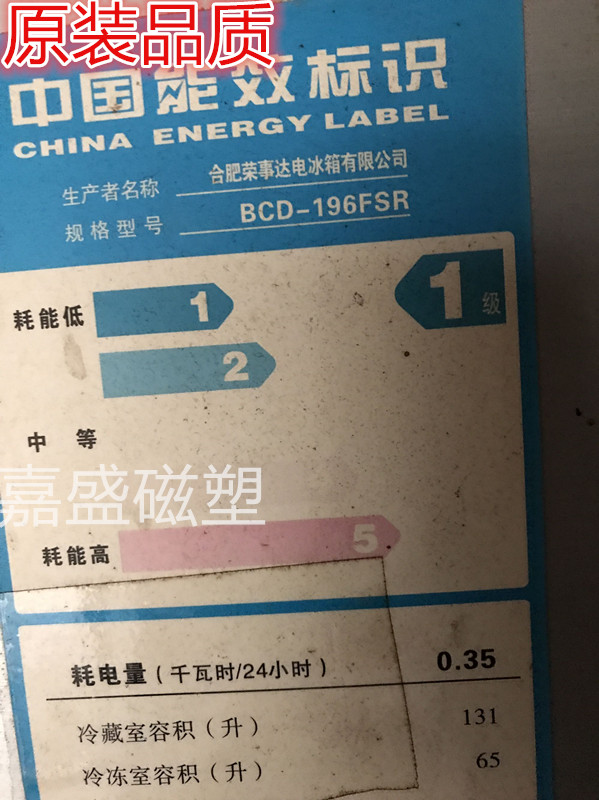 原装品质
中国能效标识
CHINA ENERGY LABEL
生产者名称 合肥荣事达电冰箱有限公司
规格型号 BCD-196FSR
耗能低 1 1级
2
中等
嘉盛磁塑
耗能高 5
耗电量（千瓦时/24小时） 0.35
冷藏室容积（升） 131
冷冻室容积（升） 65